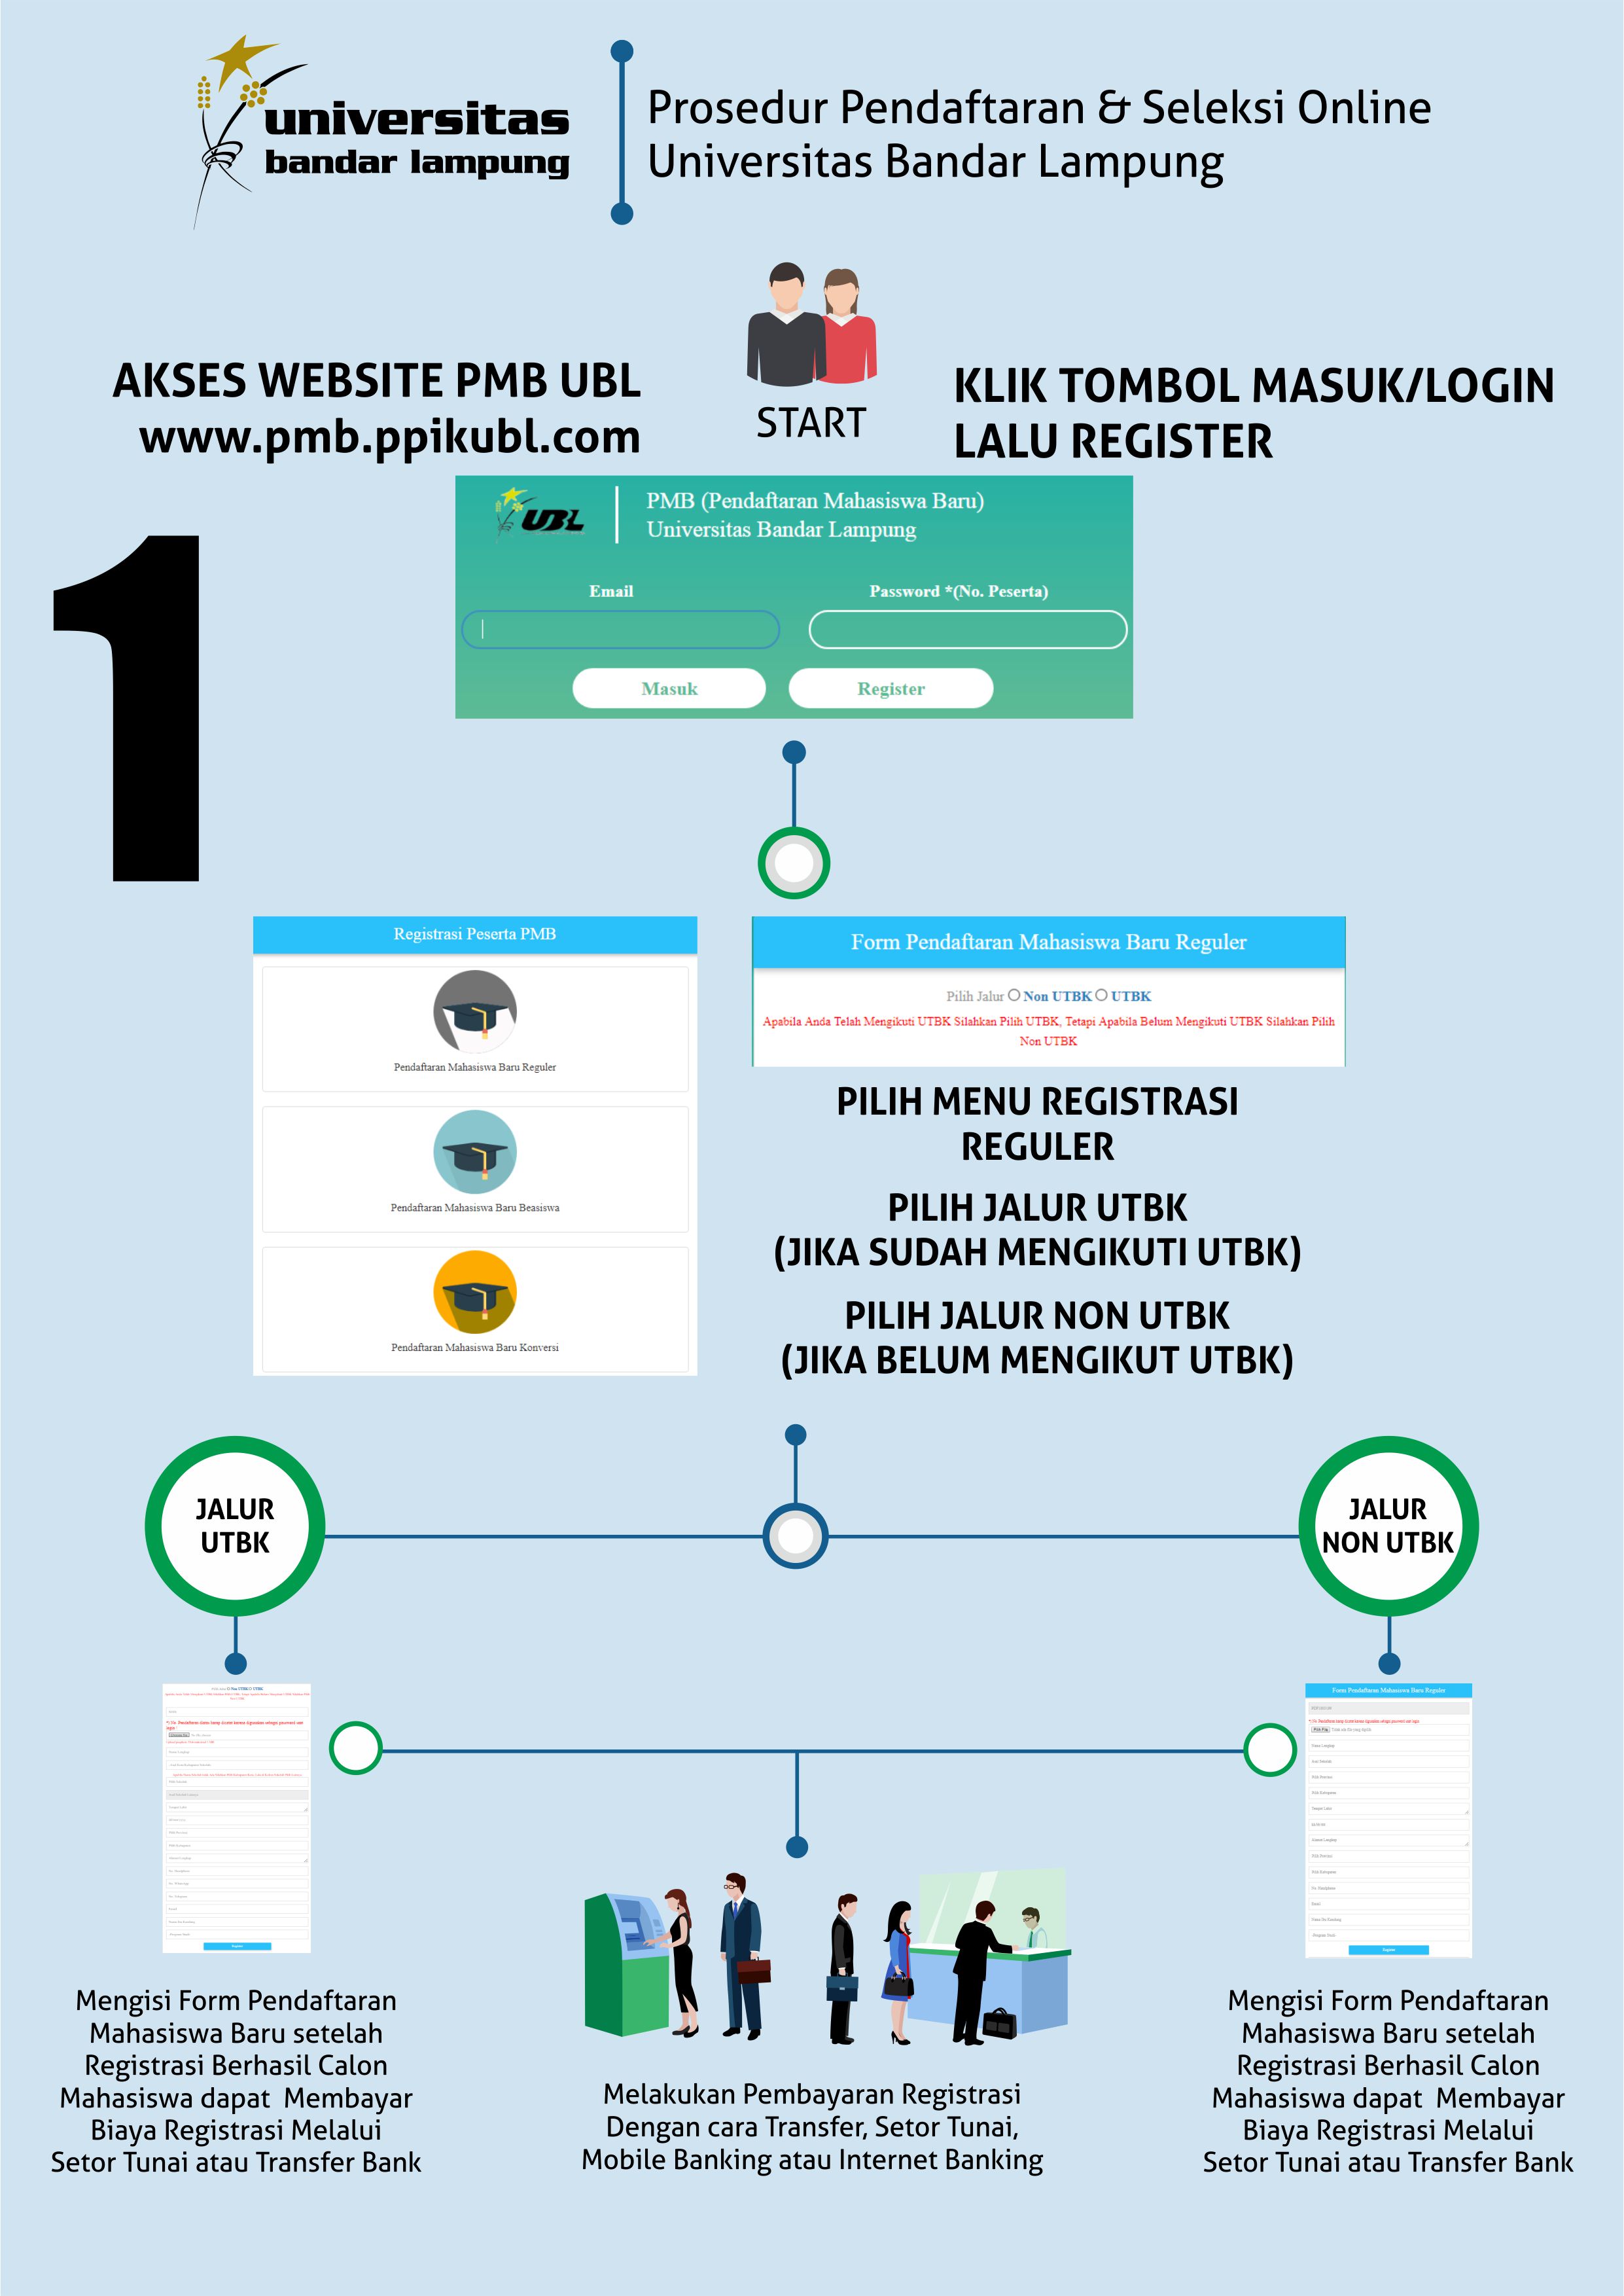 universitas
bandar lampung
Prosedur Pendaftaran & Seleksi Online
Universitas Bandar Lampung
AKSES WEBSITE PMB UBL
www.pmb.ppikubl.com
START
KLIK TOMBOL MASUK/LOGIN
LALU REGISTER
1
UBL
PMB (Pendaftaran Mahasiswa Baru)
Universitas Bandar Lampung
Email
Password *(No. Peserta)
Masuk
Register
Registrasi Peserta PMB
Pendaftaran Mahasiswa Baru Reguler
Pendaftaran Mahasiswa Baru Beasiswa
Pendaftaran Mahasiswa Baru Konversi
Form Pendaftaran Mahasiswa Baru Reguler
Pilih Jalur Non UTBK UTBK
Apabila Anda Telah Mengikuti UTBK Silahkan Pilih UTBK, Tetapi Apabila Belum Mengikuti UTBK Silahkan Pilih
Non UTBK
PILIH MENU REGISTRASI
REGULER
PILIH JALUR UTBK
(JIKA SUDAH MENGIKUTI UTBK)
PILIH JALUR NON UTBK
(JIKA BELUM MENGIKUT UTBK)
JALUR
UTBK
JALUR
NON UTBK
Form Pendaftaran Mahasiswa Baru Reguler
Mengisi Form Pendaftaran
Mahasiswa Baru setelah
Registrasi Berhasil Calon
Mahasiswa dapat  Membayar
Biaya Registrasi Melalui
Setor Tunai atau Transfer Bank
Melakukan Pembayaran Registrasi
Dengan cara Transfer, Setor Tunai,
Mobile Banking atau Internet Banking
Mengisi Form Pendaftaran
Mahasiswa Baru setelah
Registrasi Berhasil Calon
Mahasiswa dapat  Membayar
Biaya Registrasi Melalui
Setor Tunai atau Transfer Bank